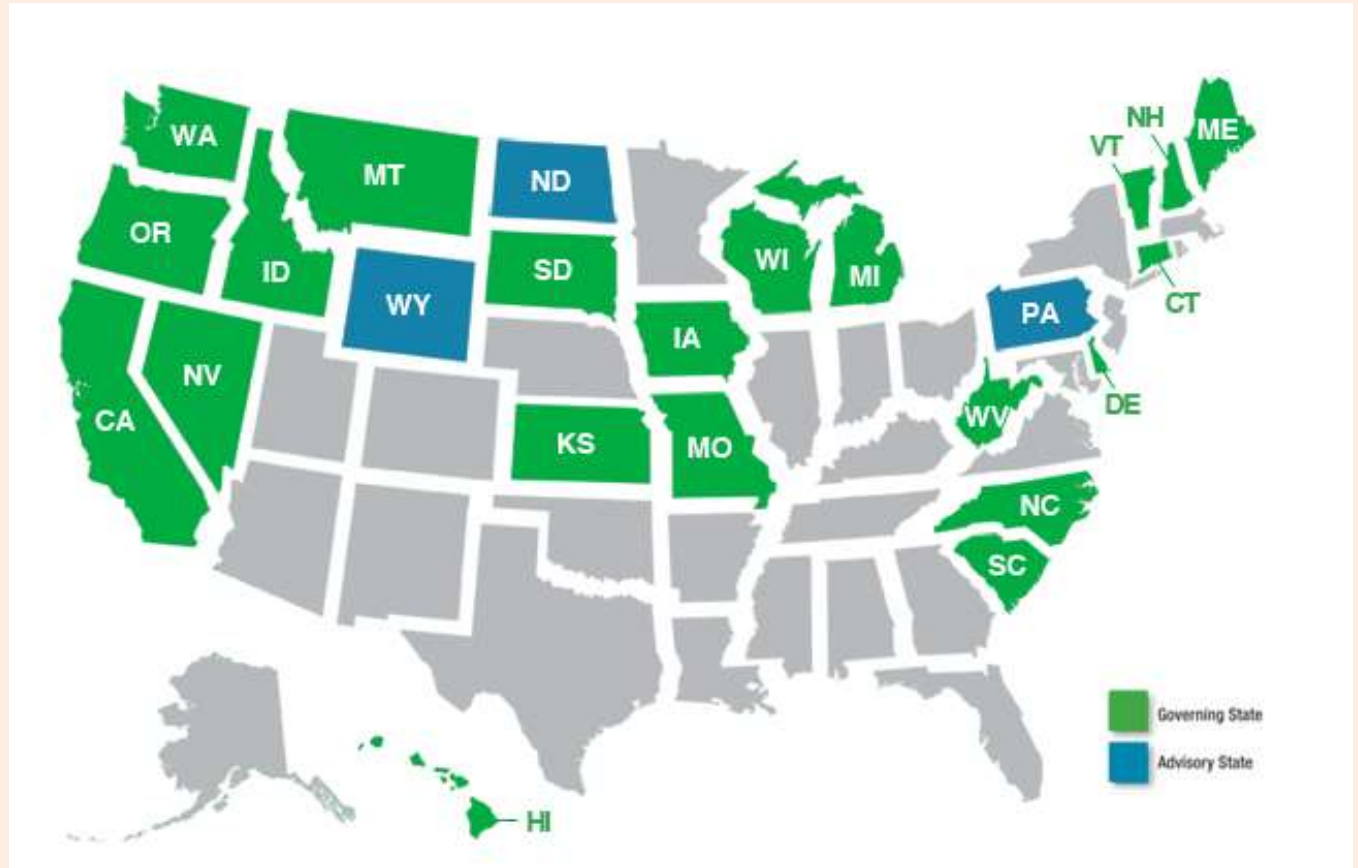 WA
MT
ND
OR
ID
SD
WY
WI
MI
IA
NV
CA
KS
MO
NH
ME
VT
CT
PA
DE
WV
NC
SC
HI
Governing State
Advisory State